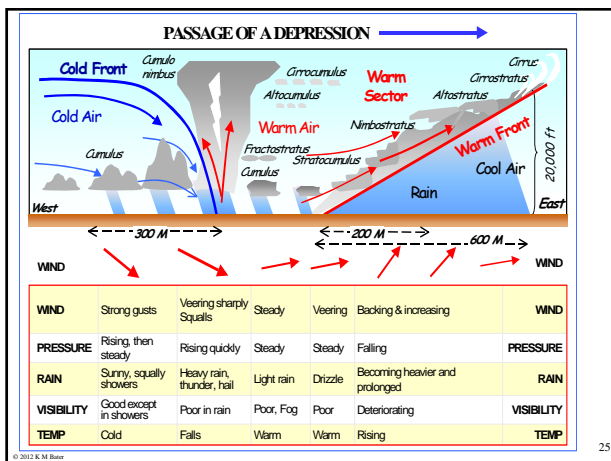 PASSAGE OF A DEPRESSION
Cold Front
Cumulo
nimbus
Cirrocumulus
Warm
Sector
Cirrus
Cirrostratus
Altocumulus
Altostratus
Cold Air
Warm Air
Nimbostratus
Warm Front
Fractostratus
Stratocumulus
Cumulus
Cumulus
Cool Air
20,000 ft
Rain
West
East
300 M
200 M
600 M
WIND
WIND
WIND Strong gusts Veering sharply Squalls Steady Veering Backing & increasing WIND
PRESSURE Rising, then steady Rising quickly Steady Steady Falling PRESSURE
RAIN Sunny, squally showers Heavy rain, thunder, hail Light rain Drizzle Becoming heavier and prolonged RAIN
VISIBILITY Good except in showers Poor in rain Poor, Fog Poor Deteriorating VISIBILITY
TEMP Cold Falls Warm Warm Rising TEMP
© 2012 K M Bater
25